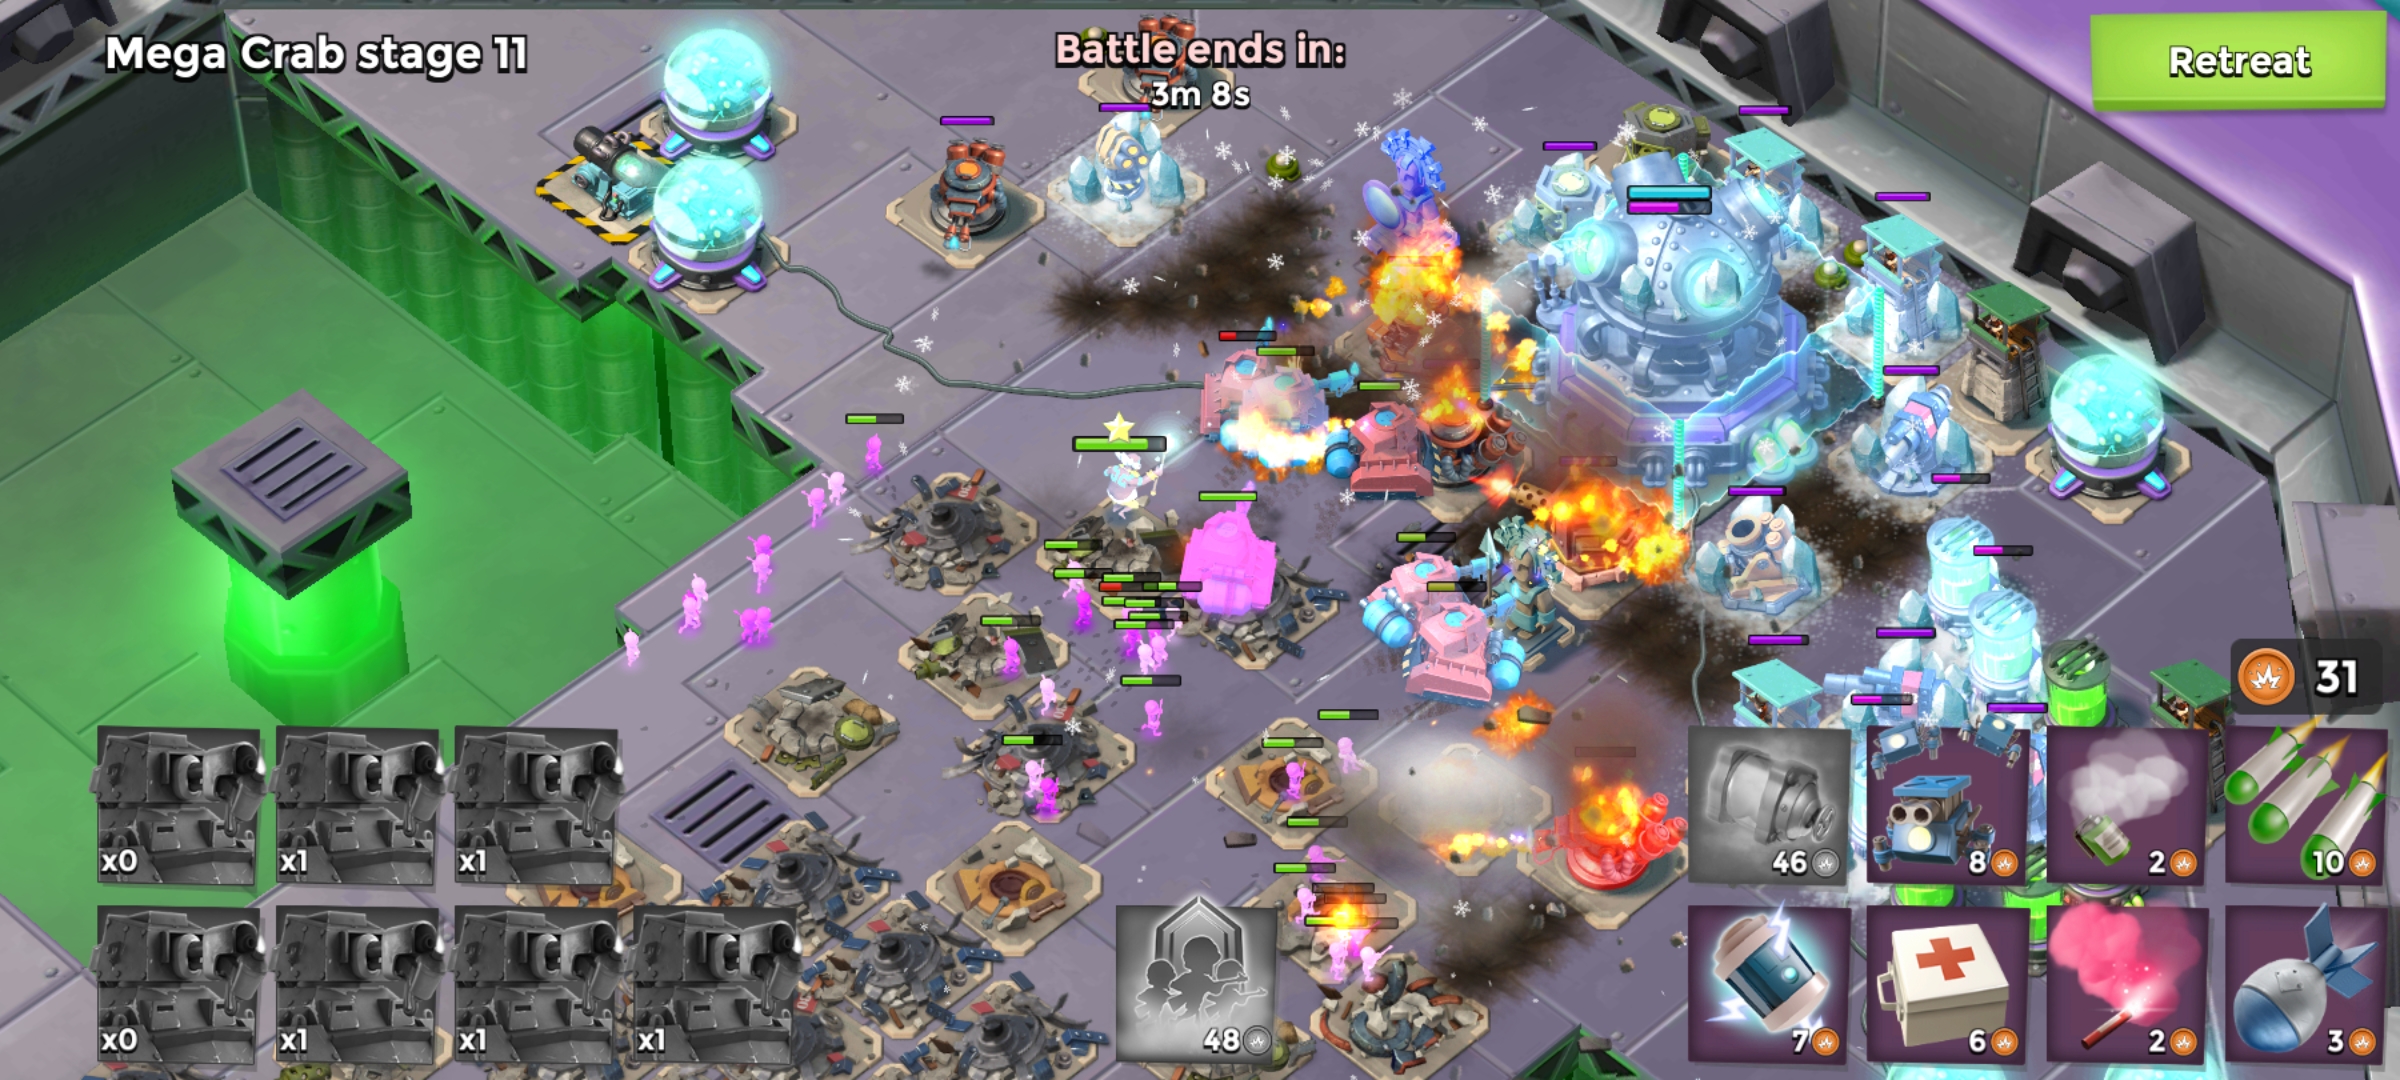 Mega Crab stage 11
Battle ends in:
3m 8s
Retreat
31
x0
x1
x1
46
8
2
10
x0
x1
x1
x1
48
7
6
2
3